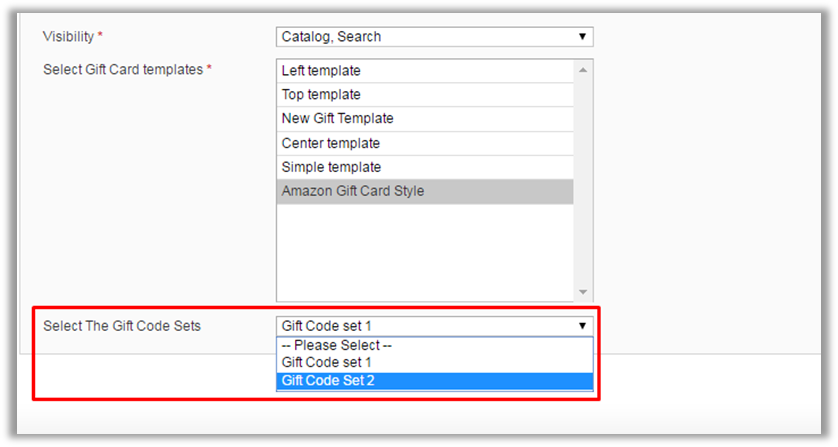 Visibility *
Catalog, Search
Select Gift Card templates *
Left template
Top template
New Gift Template
Center template
Simple template
Amazon Gift Card Style
Select The Gift Code Sets
Gift Code set 1
-- Please Select --
Gift Code set 1
Gift Code Set 2